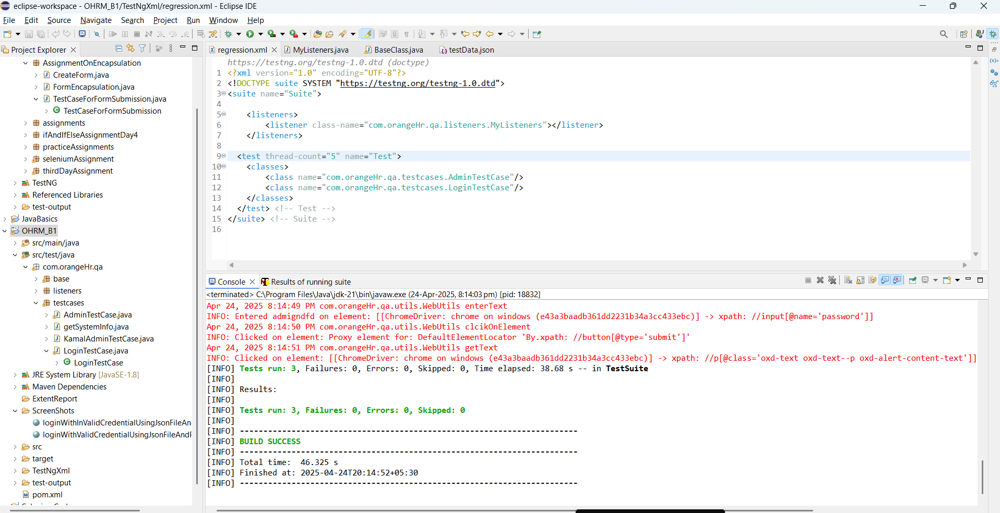 eclipse-workspace - OHRM_B1/TestNgXml/regression.xml - Eclipse IDE
File Edit Source Navigate Search Project Run Window Help
Project Explorer
AssignmentOnEncapsulation
CreateForm.java
FormEncapsulation.java
TestCaseForFormSubmission.java
TestCaseForFormSubmission
assignments
ifAndIfElseAssignmentDay4
practiceAssignments
seleniumAssignment
thirdDayAssignment
TestNG
Referenced Libraries
test-output
JavaBasics
OHRM_B1
src/main/java
src/test/java
com.orangeHr.qa
base
listeners
testcases
AdminTestCase.java
getSystemInfo.java
KamalAdminTestCase.java
LoginTestCase.java
LoginTestCase
JRE System Library [JavaSE-1.8]
Maven Dependencies
ExtentReport
ScreenShots
loginWithInValidCredentialUsingJsonFileAn
loginWithValidCredentialUsingJsonFileAnd
src
target
TestNgXml
test-output
pom.xml
regression.xml MyListeners.java BaseClass.java testData.json
https://testng.org/testng-1.0.dtd (doctype)
1 <?xml version="1.0" encoding="UTF-8"?>
2 <!DOCTYPE suite SYSTEM "https://testng.org/testng-1.0.dtd">
3 <suite name="Suite">
4
5 <listeners>
6 <listener class-name="com.orangeHr.qa.listeners.MyListeners"></listener>
7 </listeners>
8
9 <test thread-count="5" name="Test">
10 <classes>
11 <class name="com.orangeHr.qa.testcases.AdminTestCase"/>
12 <class name="com.orangeHr.qa.testcases.LoginTestCase"/>
13 </classes>
14 </test> <!-- Test -->
15 </suite> <!-- Suite -->
16
Console Results of running suite
<terminated> C:\Program Files\Java\jdk-21\bin\javaw.exe (24-Apr-2025, 8:14:03 pm) [pid: 18832]
Apr 24, 2025 8:14:49 PM com.orangeHr.qa.utils.WebUtils enterText
INFO: Entered admigndfd on element: [[ChromeDriver: chrome on windows (e43a3baadb361dd2231b34a3cc433ebc)] -> xpath: //input[@name='password']]
Apr 24, 2025 8:14:50 PM com.orangeHr.qa.utils.WebUtils clcikOnElement
INFO: Clicked on element: Proxy element for: DefaultElementLocator 'By.xpath: //button[@type='submit']'
Apr 24, 2025 8:14:51 PM com.orangeHr.qa.utils.WebUtils getText
INFO: Clicked on element: [[ChromeDriver: chrome on windows (e43a3baadb361dd2231b34a3cc433ebc)] -> xpath: //p[@class='oxd-text oxd-text--p oxd-alert-content-text']]
[INFO] Tests run: 3, Failures: 0, Errors: 0, Skipped: 0, Time elapsed: 38.68 s -- in TestSuite
[INFO]
[INFO] Results:
[INFO]
[INFO] Tests run: 3, Failures: 0, Errors: 0, Skipped: 0
[INFO]
[INFO] ------------------------------------------------------------------------
[INFO] BUILD SUCCESS
[INFO] ------------------------------------------------------------------------
[INFO] Total time:  46.325 s
[INFO] Finished at: 2025-04-24T20:14:52+05:30
[INFO] ------------------------------------------------------------------------